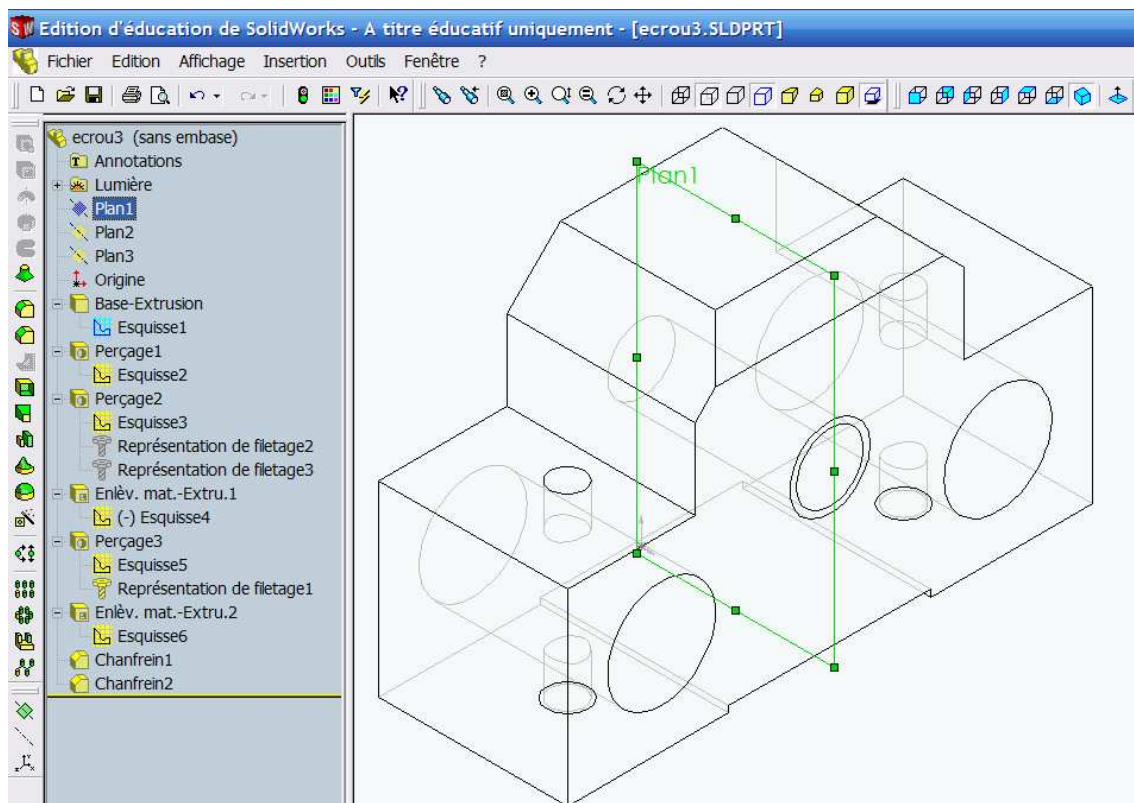 Edition d'éducation de SolidWorks - A titre éducatif uniquement - [ecrou3.SLDPRT]
Fichier Edition Affichage Insertion Outils Fenêtre ?
ecrou3 (sans embase)
Annotations
Lumière
Plan1
Plan2
Plan3
Origine
Base-Extrusion
Esquisse1
Perçage1
Esquisse2
Perçage2
Esquisse3
Représentation de filetage2
Représentation de filetage3
Enlèv. mat.-Extru.1
(-) Esquisse4
Perçage3
Esquisse5
Représentation de filetage1
Enlèv. mat.-Extru.2
Esquisse6
Chanfrein1
Chanfrein2
Plan1